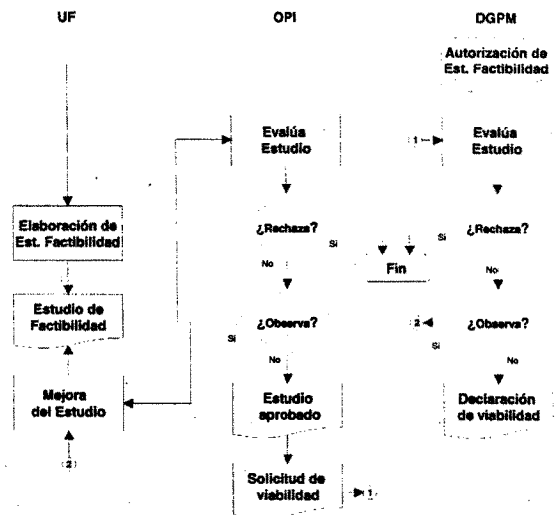 UF
OPI
DGPM
Autorización de
Est. Factibilidad
Evalúa
Estudio
1
Evalúa
Estudio
Elaboración de
Est. Factibilidad
¿Rechaza?
Si
No
Fin
Si
¿Rechaza?
No
Estudio de
Factibilidad
¿Observa?
Si
No
2
¿Observa?
Si
No
Mejora
del Estudio
Estudio
aprobado
Declaración
de viabilidad
2
Solicitud de
viabilidad
1